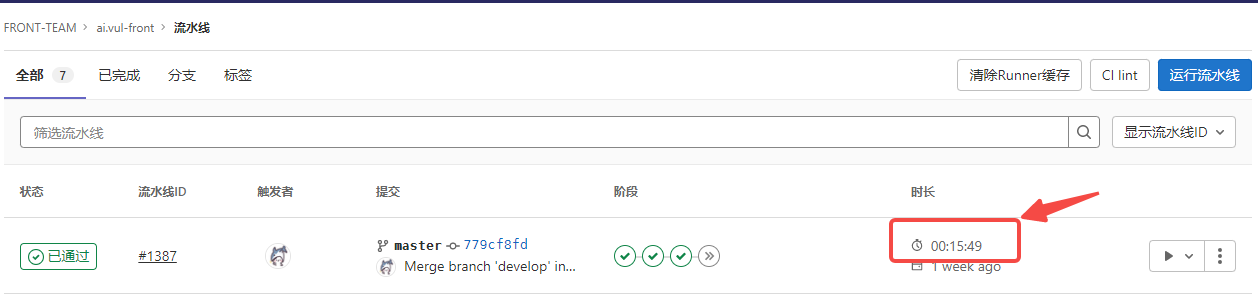 FRONT-TEAM > ai.vul-front > 流水线
全部 7 已完成 分支 标签 清除Runner缓存 CI lint 运行流水线
筛选流水线 显示流水线ID
状态 流水线ID 触发者 提交 阶段 时长
已通过 #1387 master 779cf8fd 00:15:49
Merge branch 'develop' in... 1 week ago